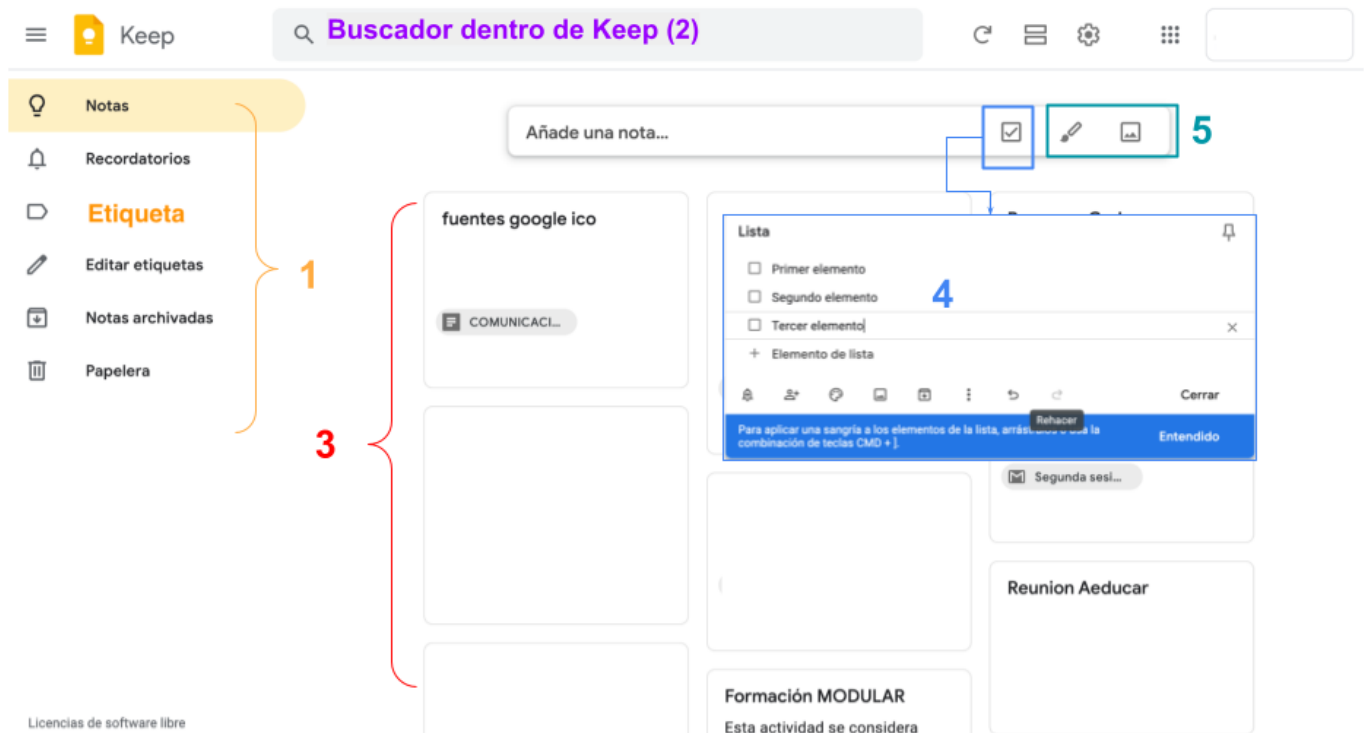 Keep
Buscador dentro de Keep (2)
Notas
Recordatorios
Etiqueta
Editar etiquetas
Notas archivadas
Papelera
1
Añade una nota...
5
3
fuentes google ico
COMUNICACI...
Lista
Primer elemento
Segundo elemento
4
Tercer elemento
Elemento de lista
Cerrar
Rehacer
Para aplicar una sangría a los elementos de la lista, la
combinación de teclas CMD + ].
Entendido
Segunda sesi...
Reunion Aeducar
Formación MODULAR
Esta actividad se considera
Licencias de software libre